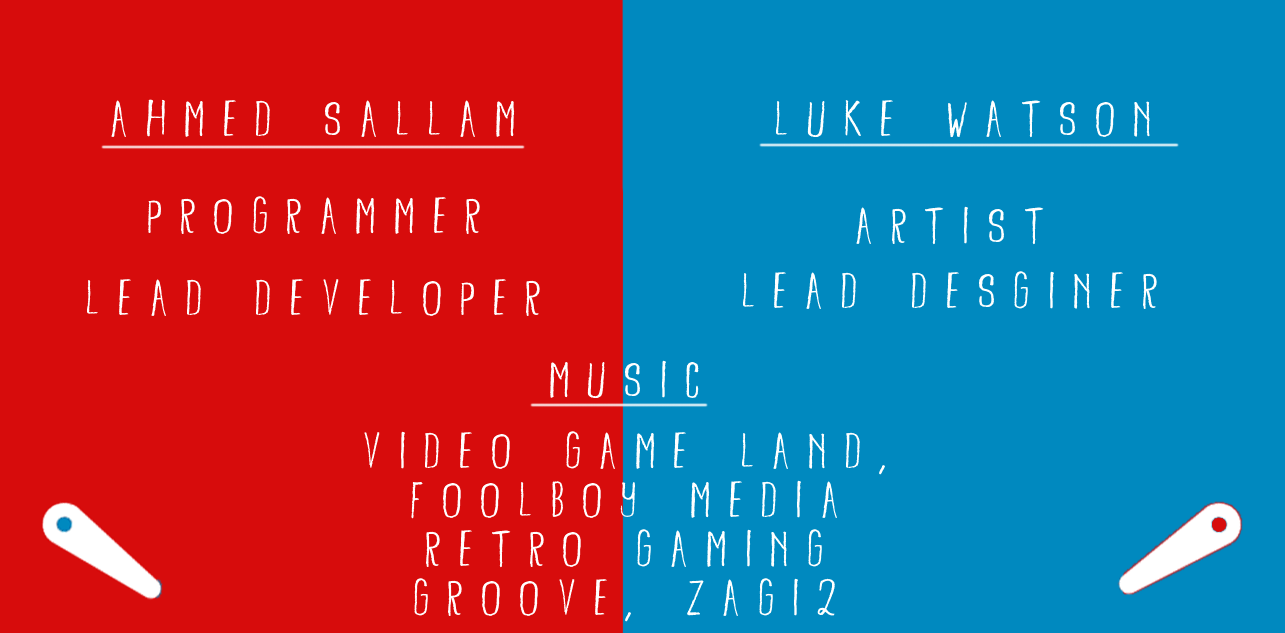 AHMED SALLAM
PROGRAMMER
LEAD DEVELOPER
LUKE WATSON
ARTIST
LEAD DESGINER
MUSIC
VIDEO GAME LAND,
FOOLBOY MEDIA
RETRO GAMING
GROOVE, ZAGI2